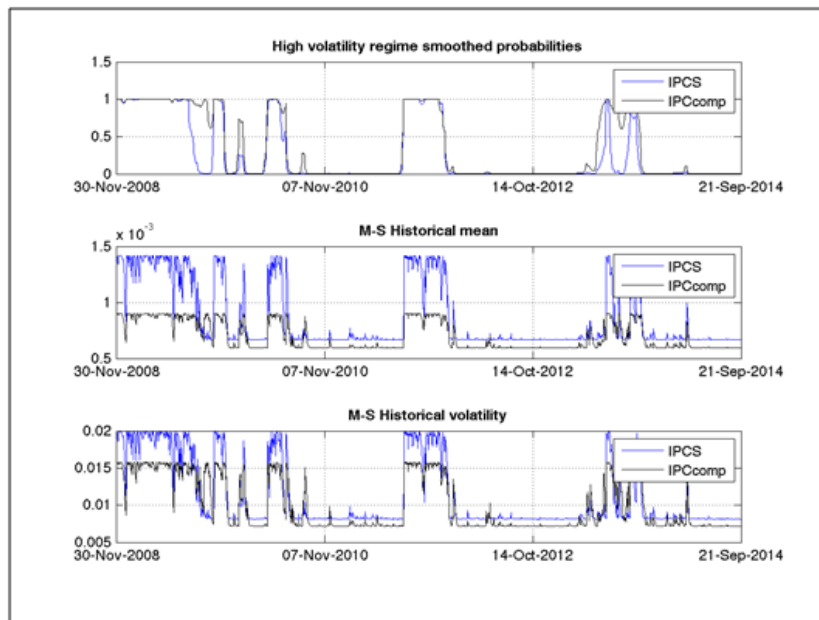 High volatility regime smoothed probabilities
1.5
1
0.5
0
IPCS
IPCcomp
30-Nov-2008 07-Nov-2010 14-Oct-2012 21-Sep-2014
M-S Historical mean
x 10^-3
1.5
1
0.5
IPCS
IPCcomp
30-Nov-2008 07-Nov-2010 14-Oct-2012 21-Sep-2014
M-S Historical volatility
0.02
0.015
0.01
0.005
IPCS
IPCcomp
30-Nov-2008 07-Nov-2010 14-Oct-2012 21-Sep-2014